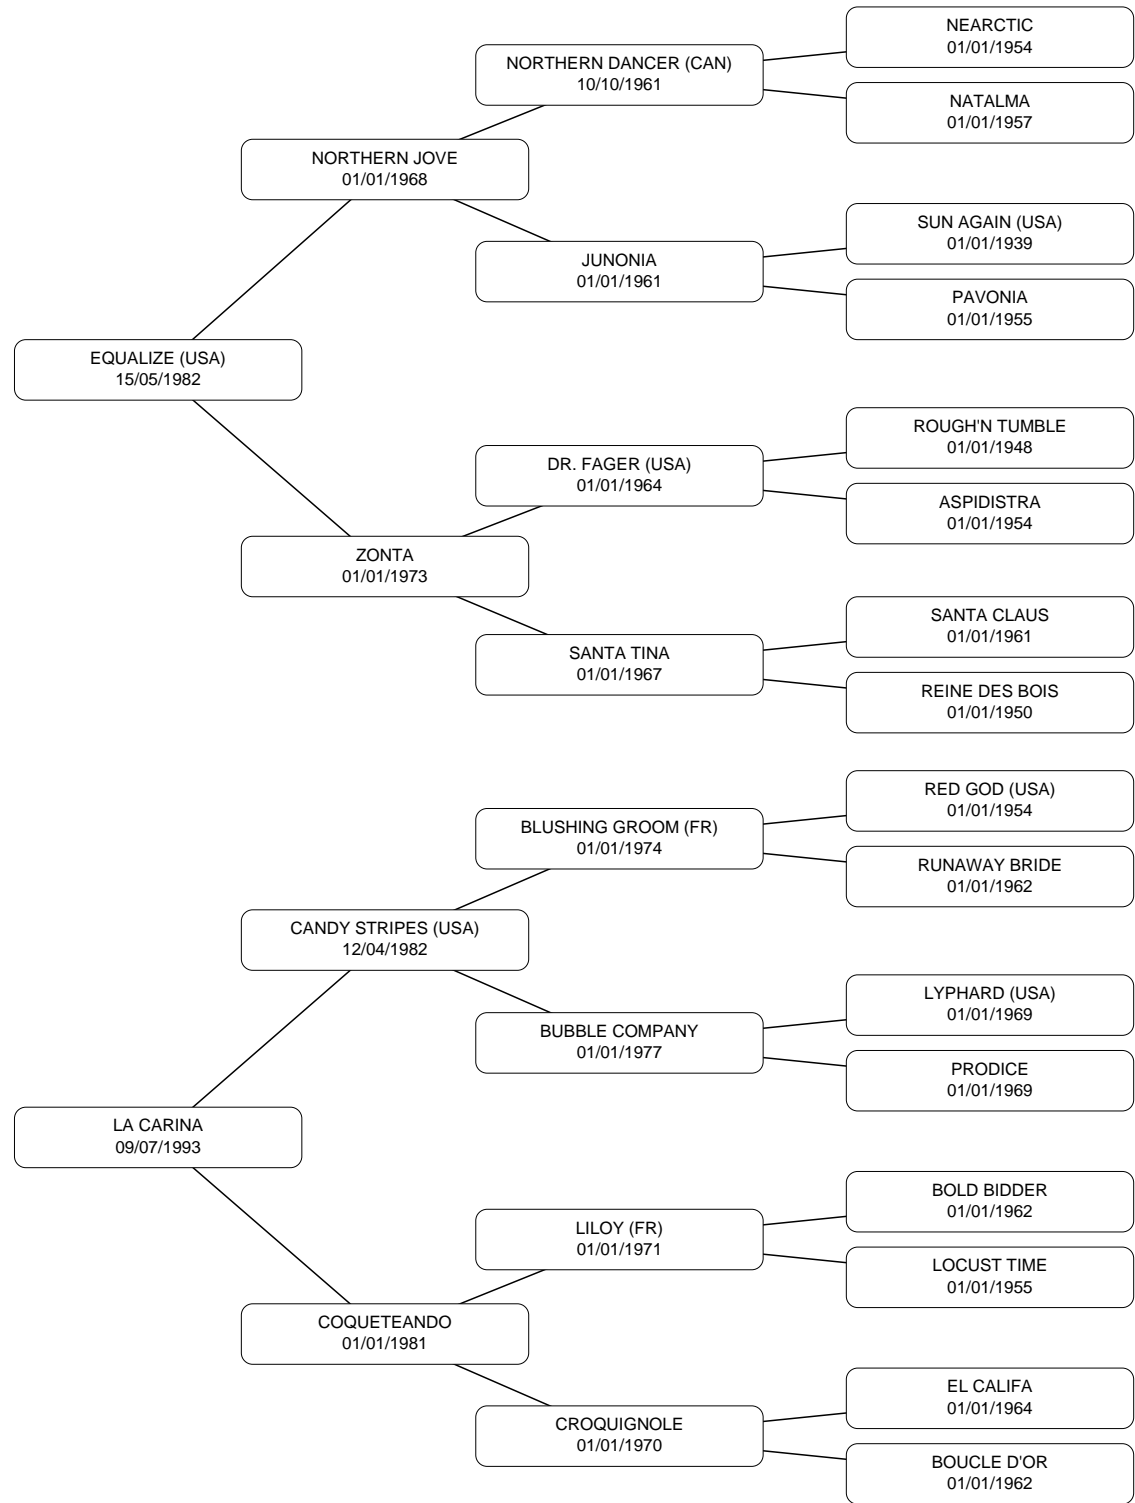 NEARCTIC
01/01/1954
NORTHERN DANCER (CAN)
10/10/1961
NATALMA
01/01/1957
NORTHERN JOVE
01/01/1968
SUN AGAIN (USA)
01/01/1939
JUNONIA
01/01/1961
PAVONIA
01/01/1955
EQUALIZE (USA)
15/05/1982
ROUGH'N TUMBLE
01/01/1948
DR. FAGER (USA)
01/01/1964
ASPIDISTRA
01/01/1954
ZONTA
01/01/1973
SANTA CLAUS
01/01/1961
SANTA TINA
01/01/1967
REINE DES BOIS
01/01/1950
RED GOD (USA)
01/01/1954
BLUSHING GROOM (FR)
01/01/1974
RUNAWAY BRIDE
01/01/1962
CANDY STRIPES (USA)
12/04/1982
LYPHARD (USA)
01/01/1969
BUBBLE COMPANY
01/01/1977
PRODICE
01/01/1969
LA CARINA
09/07/1993
BOLD BIDDER
01/01/1962
LILOY (FR)
01/01/1971
LOCUST TIME
01/01/1955
COQUETEANDO
01/01/1981
EL CALIFA
01/01/1964
CROQUIGNOLE
01/01/1970
BOUCLE D'OR
01/01/1962